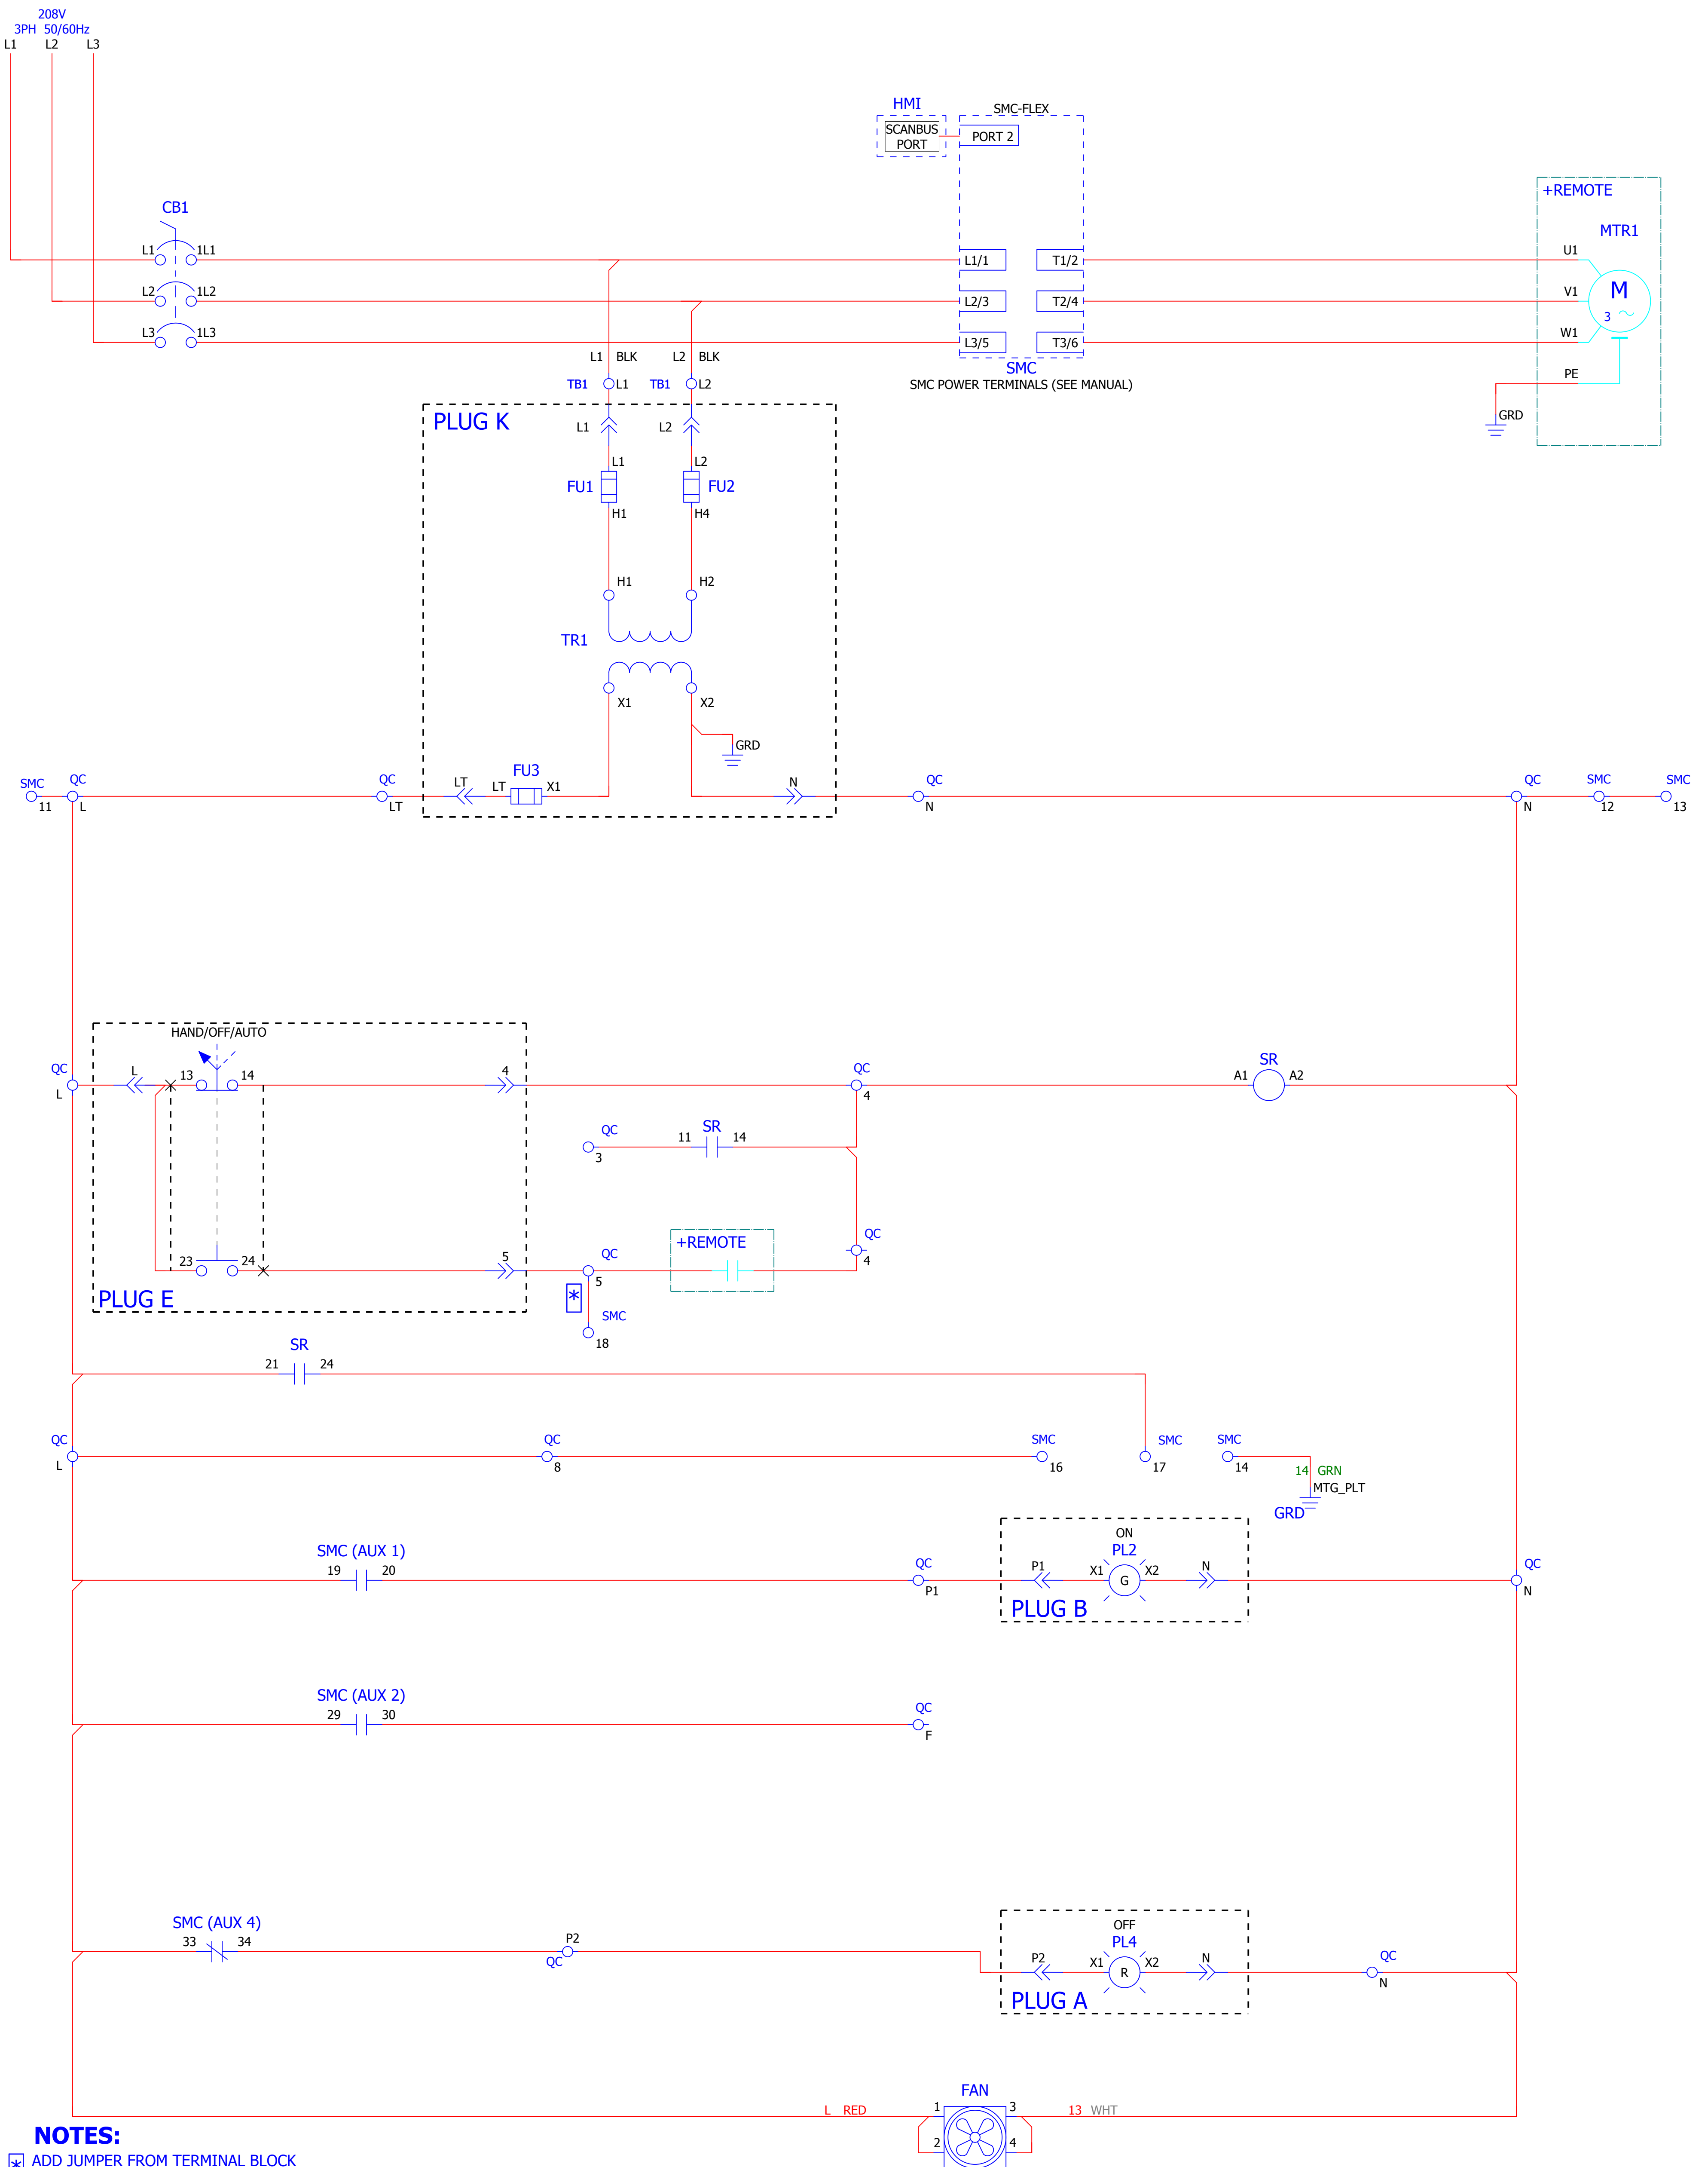 208V
3PH 50/60Hz
L1 L2 L3
HMI
SMC-FLEX
SCANBUS
PORT
PORT 2
+REMOTE
CB1
MTR1
L1 1L1
L1/1 T1/2
U1
L2 1L2
L2/3 T2/4
V1
M
3
L3 1L3
L3/5 T3/6
W1
L1 BLK L2 BLK
SMC
PE
TB1 L1 TB1 L2
SMC POWER TERMINALS (SEE MANUAL)
GRD
PLUG K
L1 L2
L1 L2
FU1 FU2
H1 H4
H1 H2
TR1
X1 X2
GRD
SMC QC QC LT LT FU3 X1 N QC QC SMC SMC
11 L LT N N 12 13
HAND/OFF/AUTO
QC L 13 14 4 QC SR
L 4 A1 A2
QC 11 SR 14
3
QC
4
23 24 5 QC +REMOTE
5
PLUG E
*
SMC
18
SR
21 24
QC QC SMC SMC SMC
L 8 16 17 14
14 GRN
MTG_PLT
GRD
ON
SMC (AUX 1) PL2
19 20 QC P1 X1 G X2 N QC
P1 N
PLUG B
SMC (AUX 2)
29 30 QC
F
OFF
SMC (AUX 4) PL4
33 34 P2 P2 X1 R X2 N QC
QC N
PLUG A
FAN
L RED 1 3 13 WHT
2 4
NOTES:
* ADD JUMPER FROM TERMINAL BLOCK